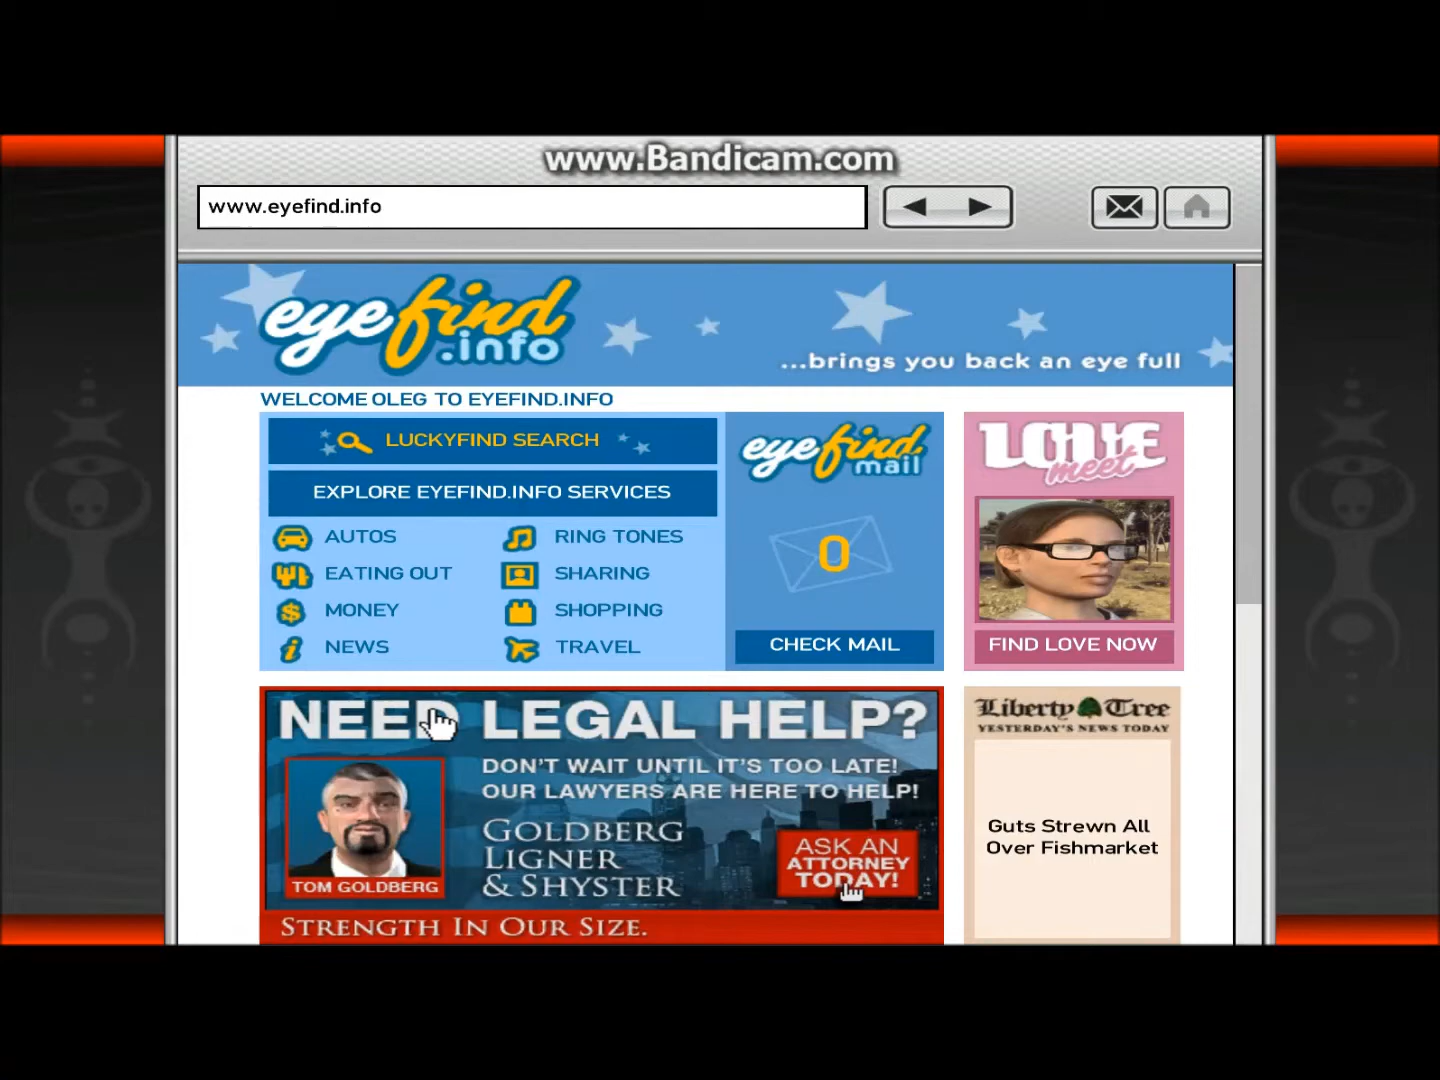 www.Bandicam.com
www.eyefind.info
eyefind
.info
...brings you back an eye full
WELCOME OLEG TO EYEFIND.INFO
LUCKYFIND SEARCH
EXPLORE EYEFIND.INFO SERVICES
AUTOS
RING TONES
EATING OUT
SHARING
MONEY
SHOPPING
NEWS
TRAVEL
eyefind
mail
0
CHECK MAIL
LOVE
meet
FIND LOVE NOW
NEED LEGAL HELP?
DON'T WAIT UNTIL IT'S TOO LATE!
OUR LAWYERS ARE HERE TO HELP!
GOLDBERG
LIGNER
& SHYSTER
TOM GOLDBERG
ASK AN
ATTORNEY
TODAY!
STRENGTH IN OUR SIZE.
Liberty Tree
YESTERDAY'S NEWS TODAY
Guts Strewn All
Over Fishmarket